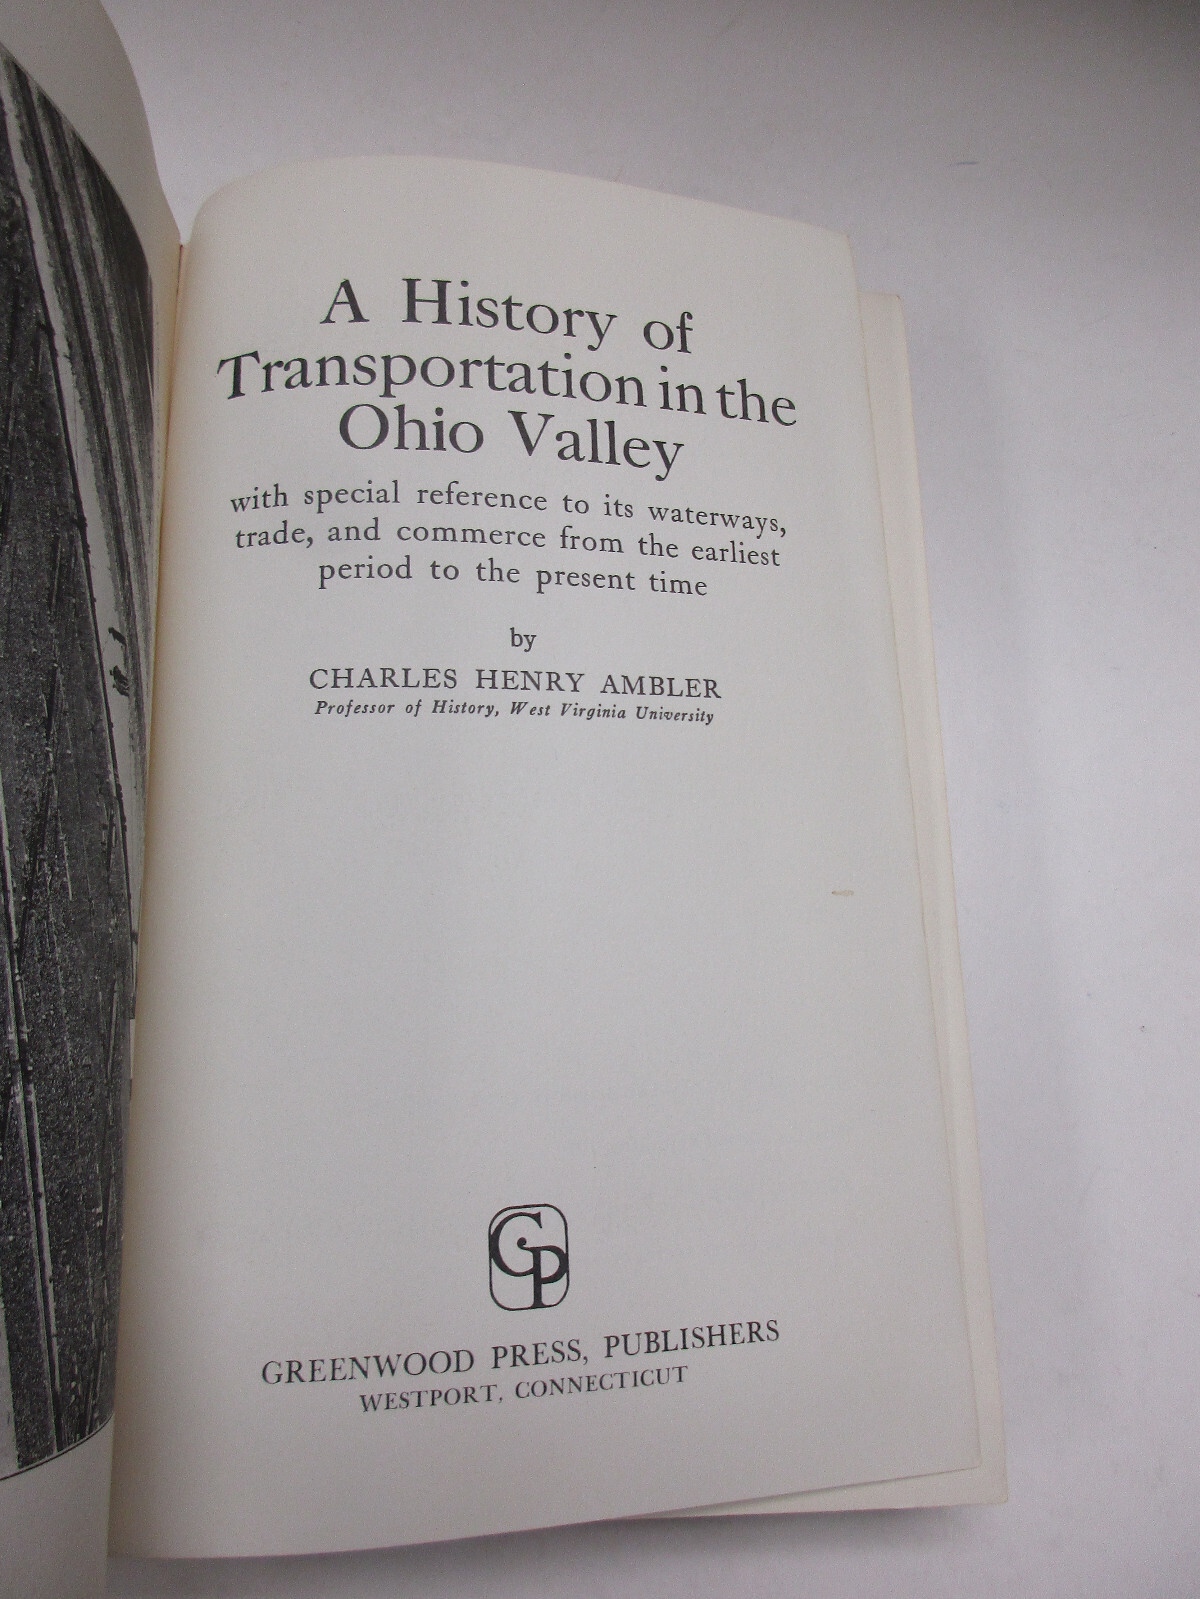 A History of
Transportation in the
Ohio Valley
with special reference to its waterways,
trade, and commerce from the earliest
period to the present time
by
CHARLES HENRY AMBLER
Professor of History, West Virginia University
GP
GREENWOOD PRESS, PUBLISHERS
WESTPORT, CONNECTICUT